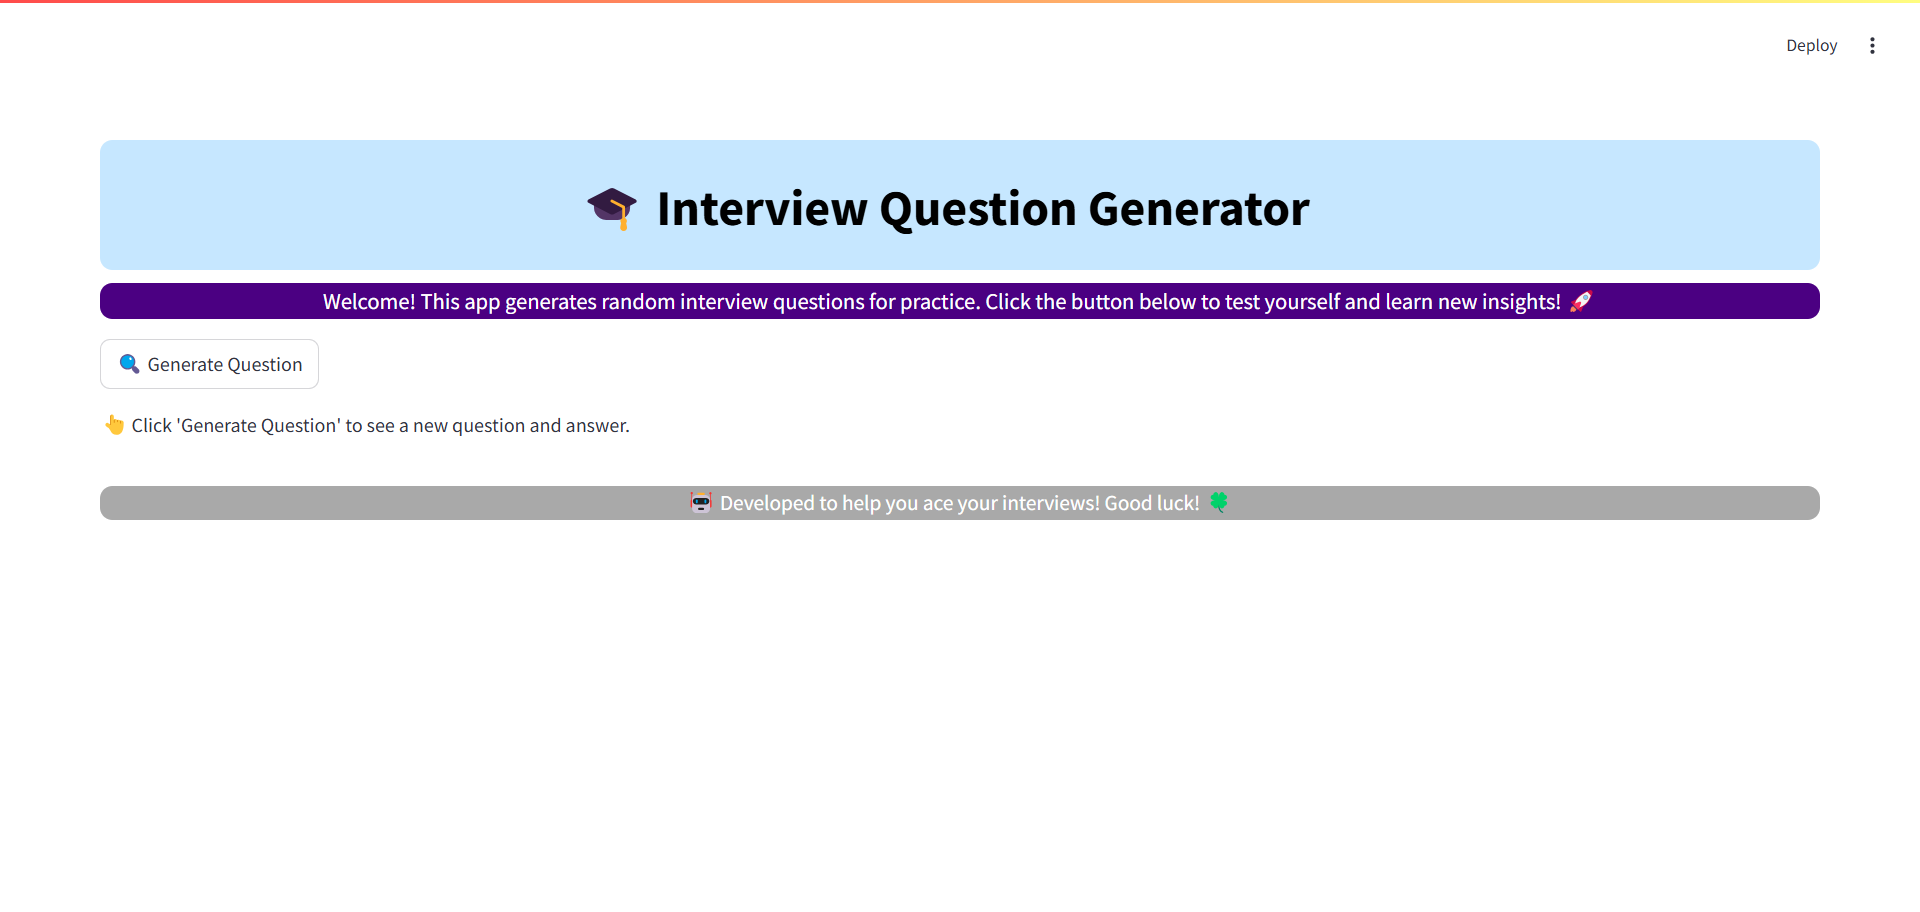 Deploy
🎓 Interview Question Generator
Welcome! This app generates random interview questions for practice. Click the button below to test yourself and learn new insights! 🚀
🔍 Generate Question
👆 Click 'Generate Question' to see a new question and answer.
🤖 Developed to help you ace your interviews! Good luck! 🍀